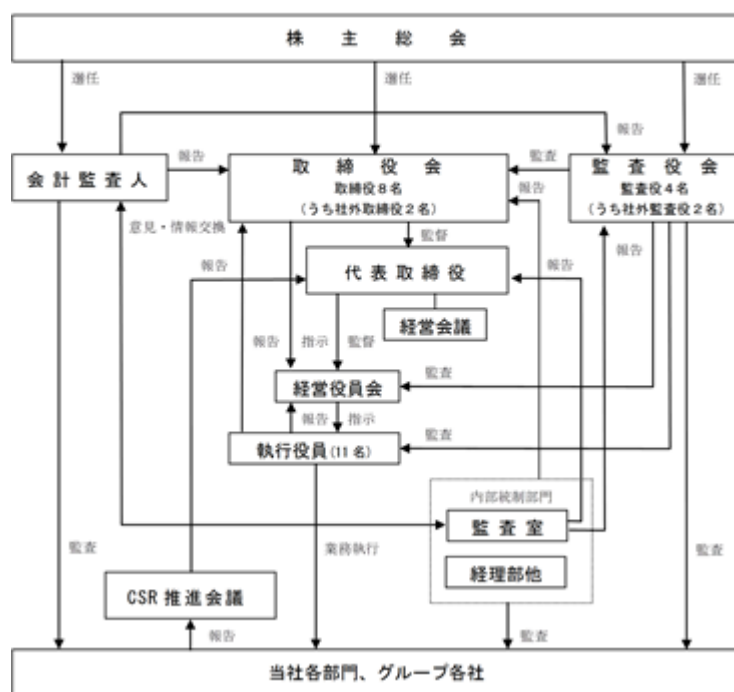 株主総会
選任
選任
選任
報告
会計監査人
報告
取締役会
取締役8名
(うち社外取締役2名)
監査
監査役会
監査役4名
(うち社外監査役2名)
報告
意見・情報交換
監督
報告
代表取締役
報告
報告
経営会議
報告
指示
監督
経営役員会
監査
報告
指示
執行役員(11名)
監査
内部統制部門
監査室
監査
業務執行
監査
経理部他
CSR推進会議
報告
監査
当社各部門、グループ各社